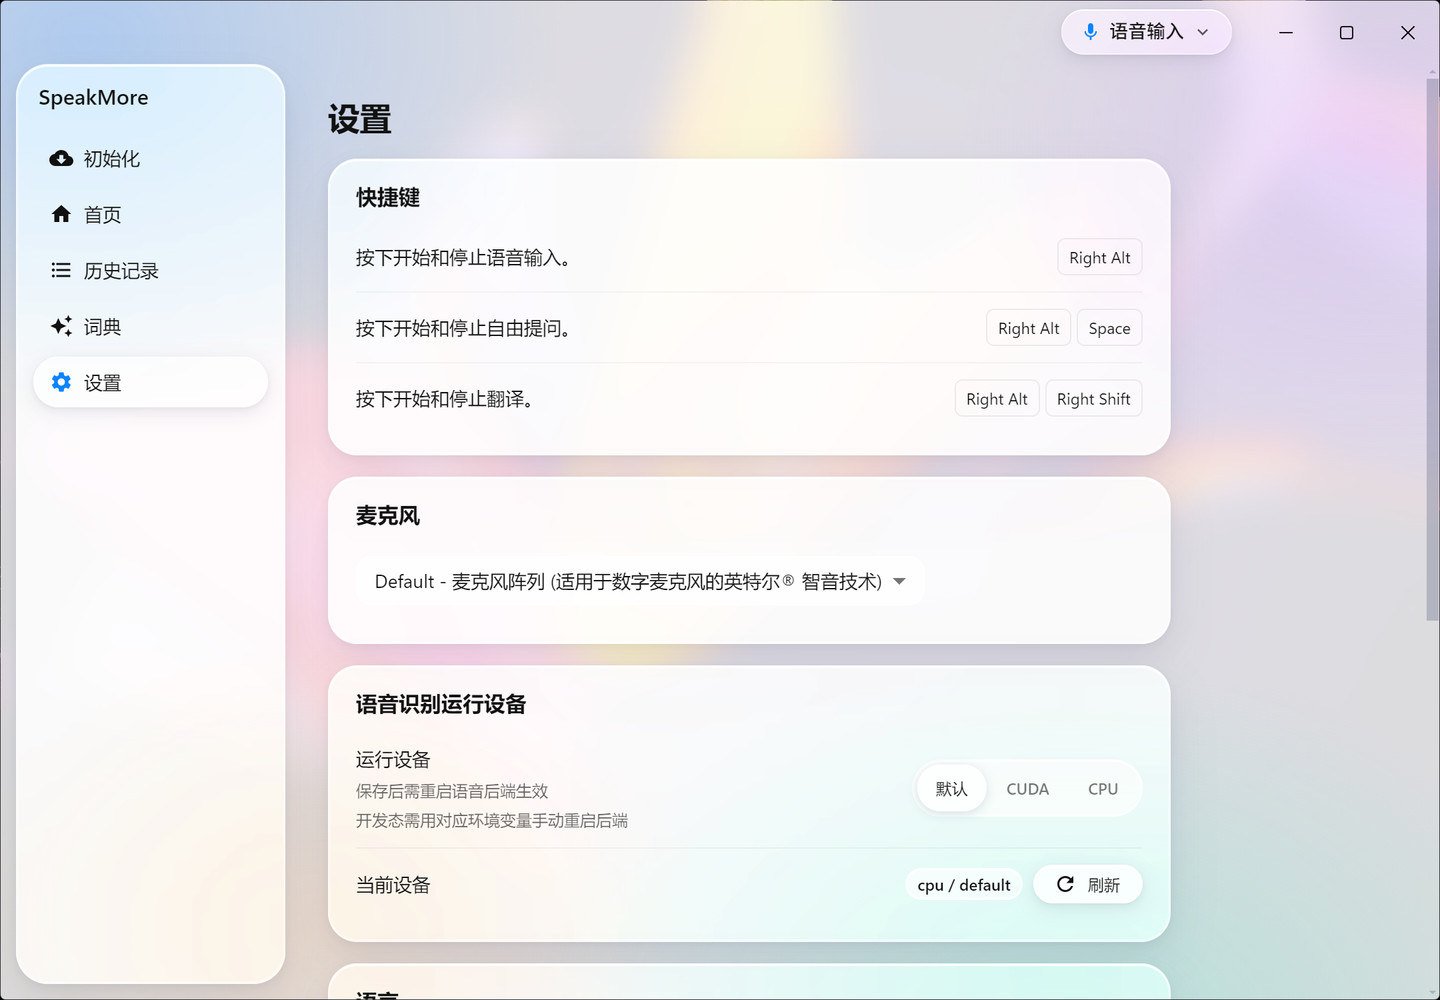 语音输入
SpeakMore
初始化
首页
历史记录
词典
设置
设置
快捷键
按下开始和停止语音输入。
Right Alt
按下开始和停止自由提问。
Right Alt
Space
按下开始和停止翻译。
Right Alt
Right Shift
麦克风
Default - 麦克风阵列 (适用于数字麦克风的英特尔® 智音技术)
语音识别运行设备
运行设备
保存后需重启语音后端生效
开发态需用对应环境变量手动重启后端
默认
CUDA
CPU
当前设备
cpu / default
刷新
语言